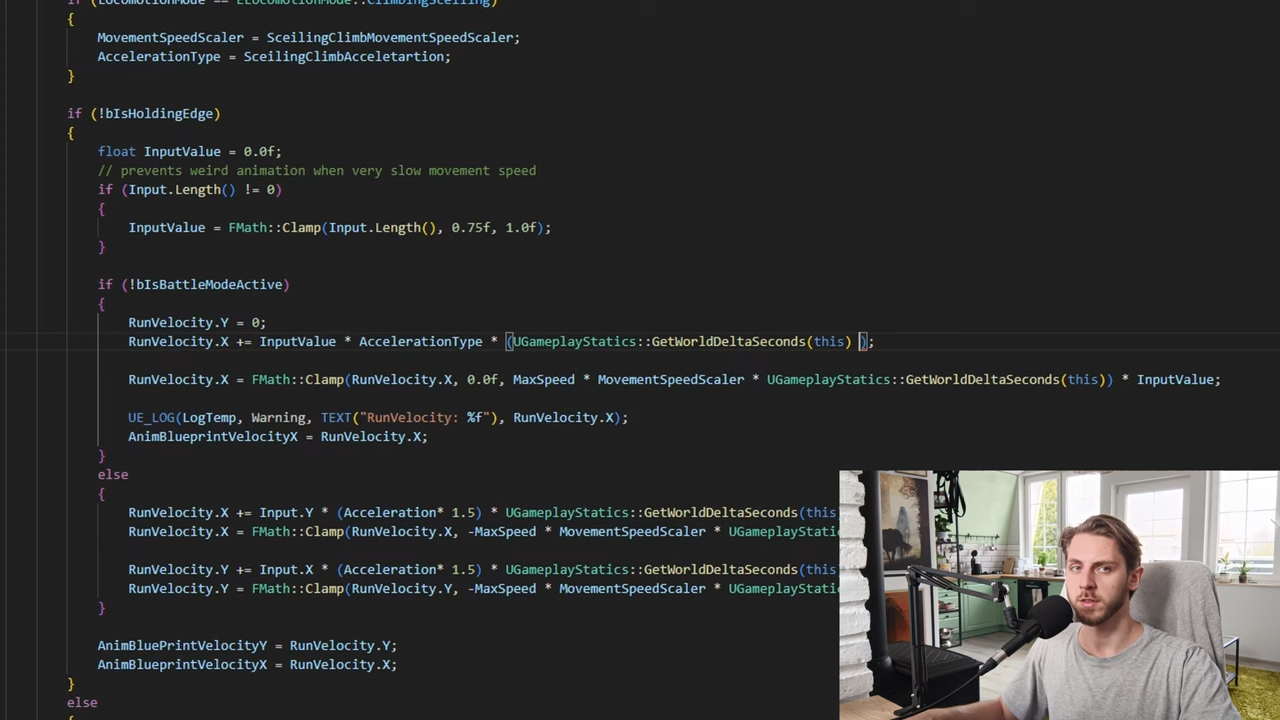 if (LocomotionMode == ELocomotionMode::ClimbingSceiling)
{
MovementSpeedScaler = SceilingClimbMovementSpeedScaler;
AccelerationType = SceilingClimbAcceletartion;
}
if (!bIsHoldingEdge)
{
float InputValue = 0.0f;
// prevents weird animation when very slow movement speed
if (Input.Length() != 0)
{
InputValue = FMath::Clamp(Input.Length(), 0.75f, 1.0f);
}
if (!bIsBattleModeActive)
{
RunVelocity.Y = 0;
RunVelocity.X += InputValue * AccelerationType * (UGameplayStatics::GetWorldDeltaSeconds(this) );
RunVelocity.X = FMath::Clamp(RunVelocity.X, 0.0f, MaxSpeed * MovementSpeedScaler * UGameplayStatics::GetWorldDeltaSeconds(this)) * InputValue;
UE_LOG(LogTemp, Warning, TEXT("RunVelocity: %f"), RunVelocity.X);
AnimBlueprintVelocityX = RunVelocity.X;
}
else
{
RunVelocity.X += Input.Y * (Acceleration* 1.5) * UGameplayStatics::GetWorldDeltaSeconds(this)
RunVelocity.X = FMath::Clamp(RunVelocity.X, -MaxSpeed * MovementSpeedScaler * UGameplayStati
RunVelocity.Y += Input.X * (Acceleration* 1.5) * UGameplayStatics::GetWorldDeltaSeconds(this)
RunVelocity.Y = FMath::Clamp(RunVelocity.Y, -MaxSpeed * MovementSpeedScaler * UGameplayStati
}
AnimBluePrintVelocityY = RunVelocity.Y;
AnimBlueprintVelocityX = RunVelocity.X;
}
else
{